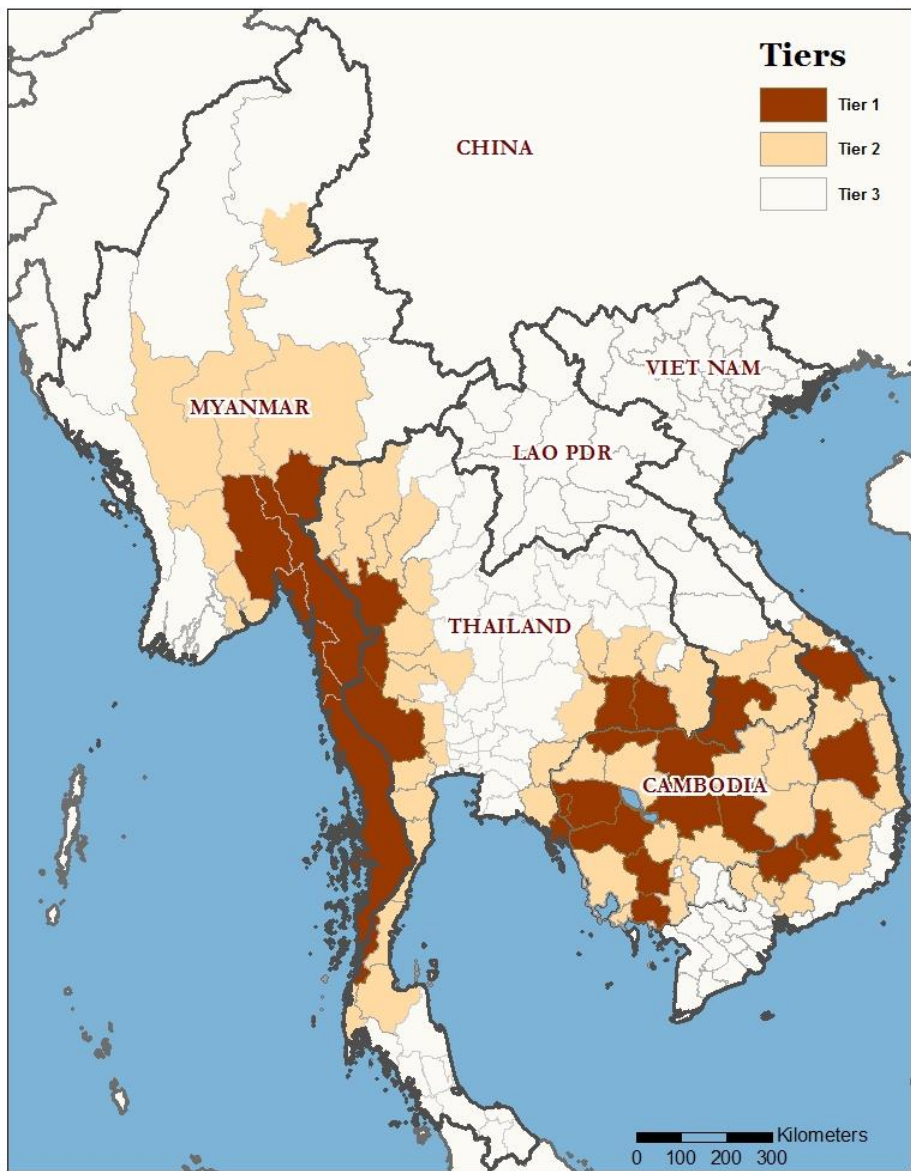 Tiers
Tier 1
Tier 2
Tier 3
CHINA
VIET NAM
MYANMAR
LAO PDR
THAILAND
CAMBODIA
Kilometers
0 100 200 300